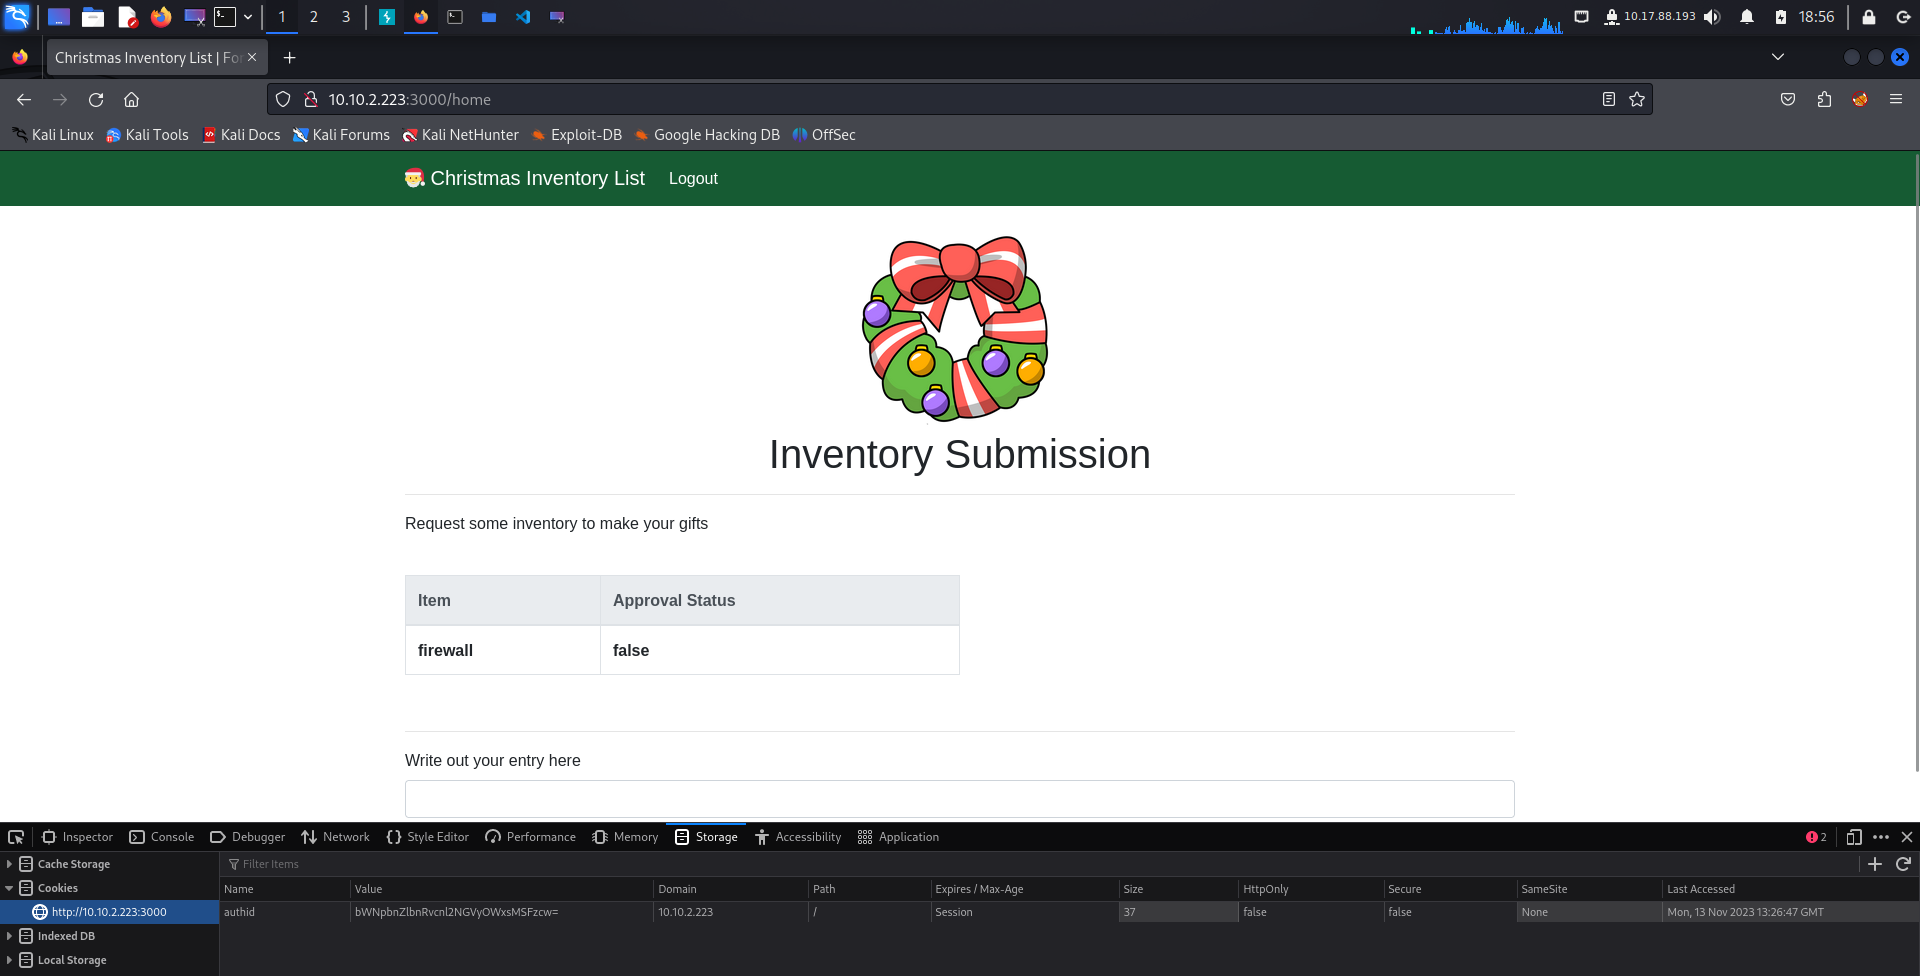 1 2 3 10.17.88.193 18:56
Christmas Inventory List | Fo
10.10.2.223:3000/home
Kali Linux Kali Tools Kali Docs Kali Forums Kali NetHunter Exploit-DB Google Hacking DB OffSec
Christmas Inventory List Logout
Inventory Submission
Request some inventory to make your gifts
Item Approval Status
firewall false
Write out your entry here
Inspector Console Debugger Network Style Editor Performance Memory Storage Accessibility Application 2
Cache Storage Filter Items
Cookies Name Value Domain Path Expires / Max-Age Size HttpOnly Secure SameSite Last Accessed
http://10.10.2.223:3000 authid bWNpbnZlbnRvcnl2NGVyOWxsMSFzcw= 10.10.2.223 / Session 37 false false None Mon, 13 Nov 2023 13:26:47 GMT
Indexed DB
Local Storage